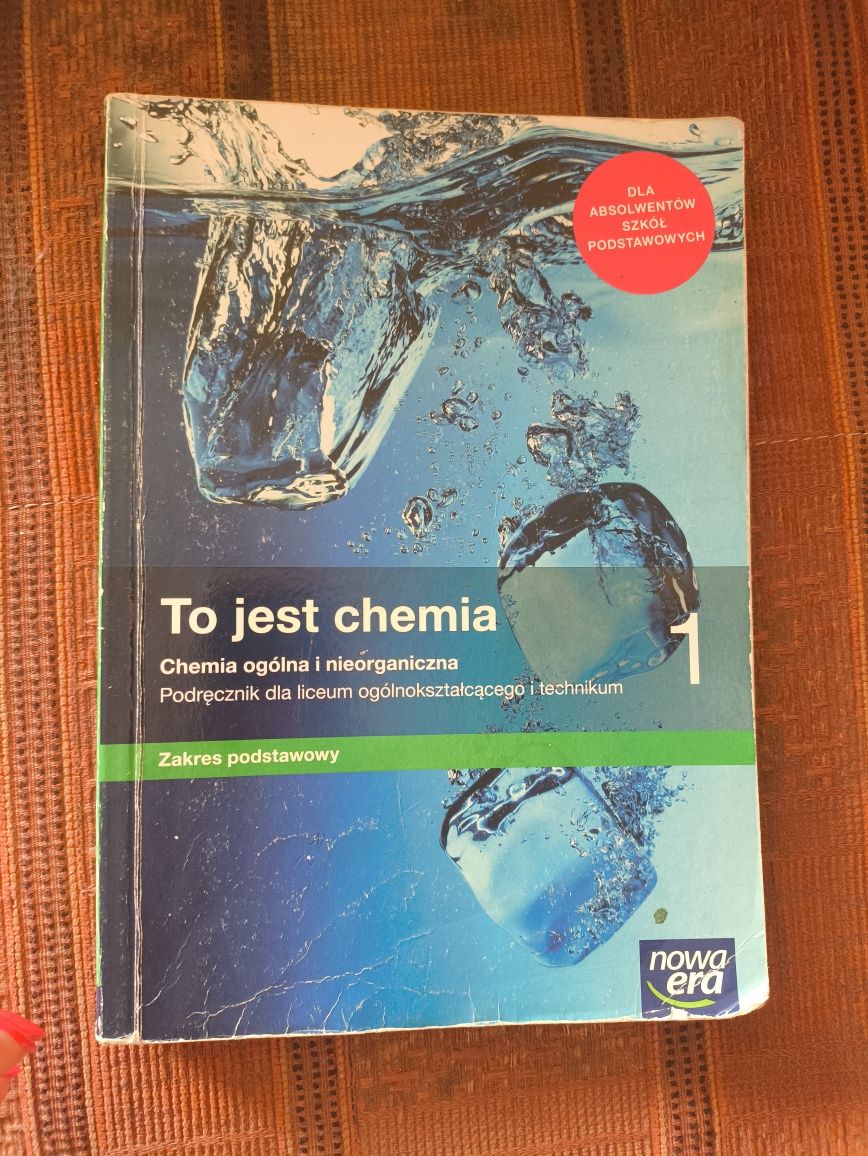 DLA
ABSOLWENTÓW
SZKÓŁ
PODSTAWOWYCH
To jest chemia
1
Chemia ogólna i nieorganiczna
Podręcznik dla liceum ogólnokształcącego i technikum
Zakres podstawowy
nowa
era